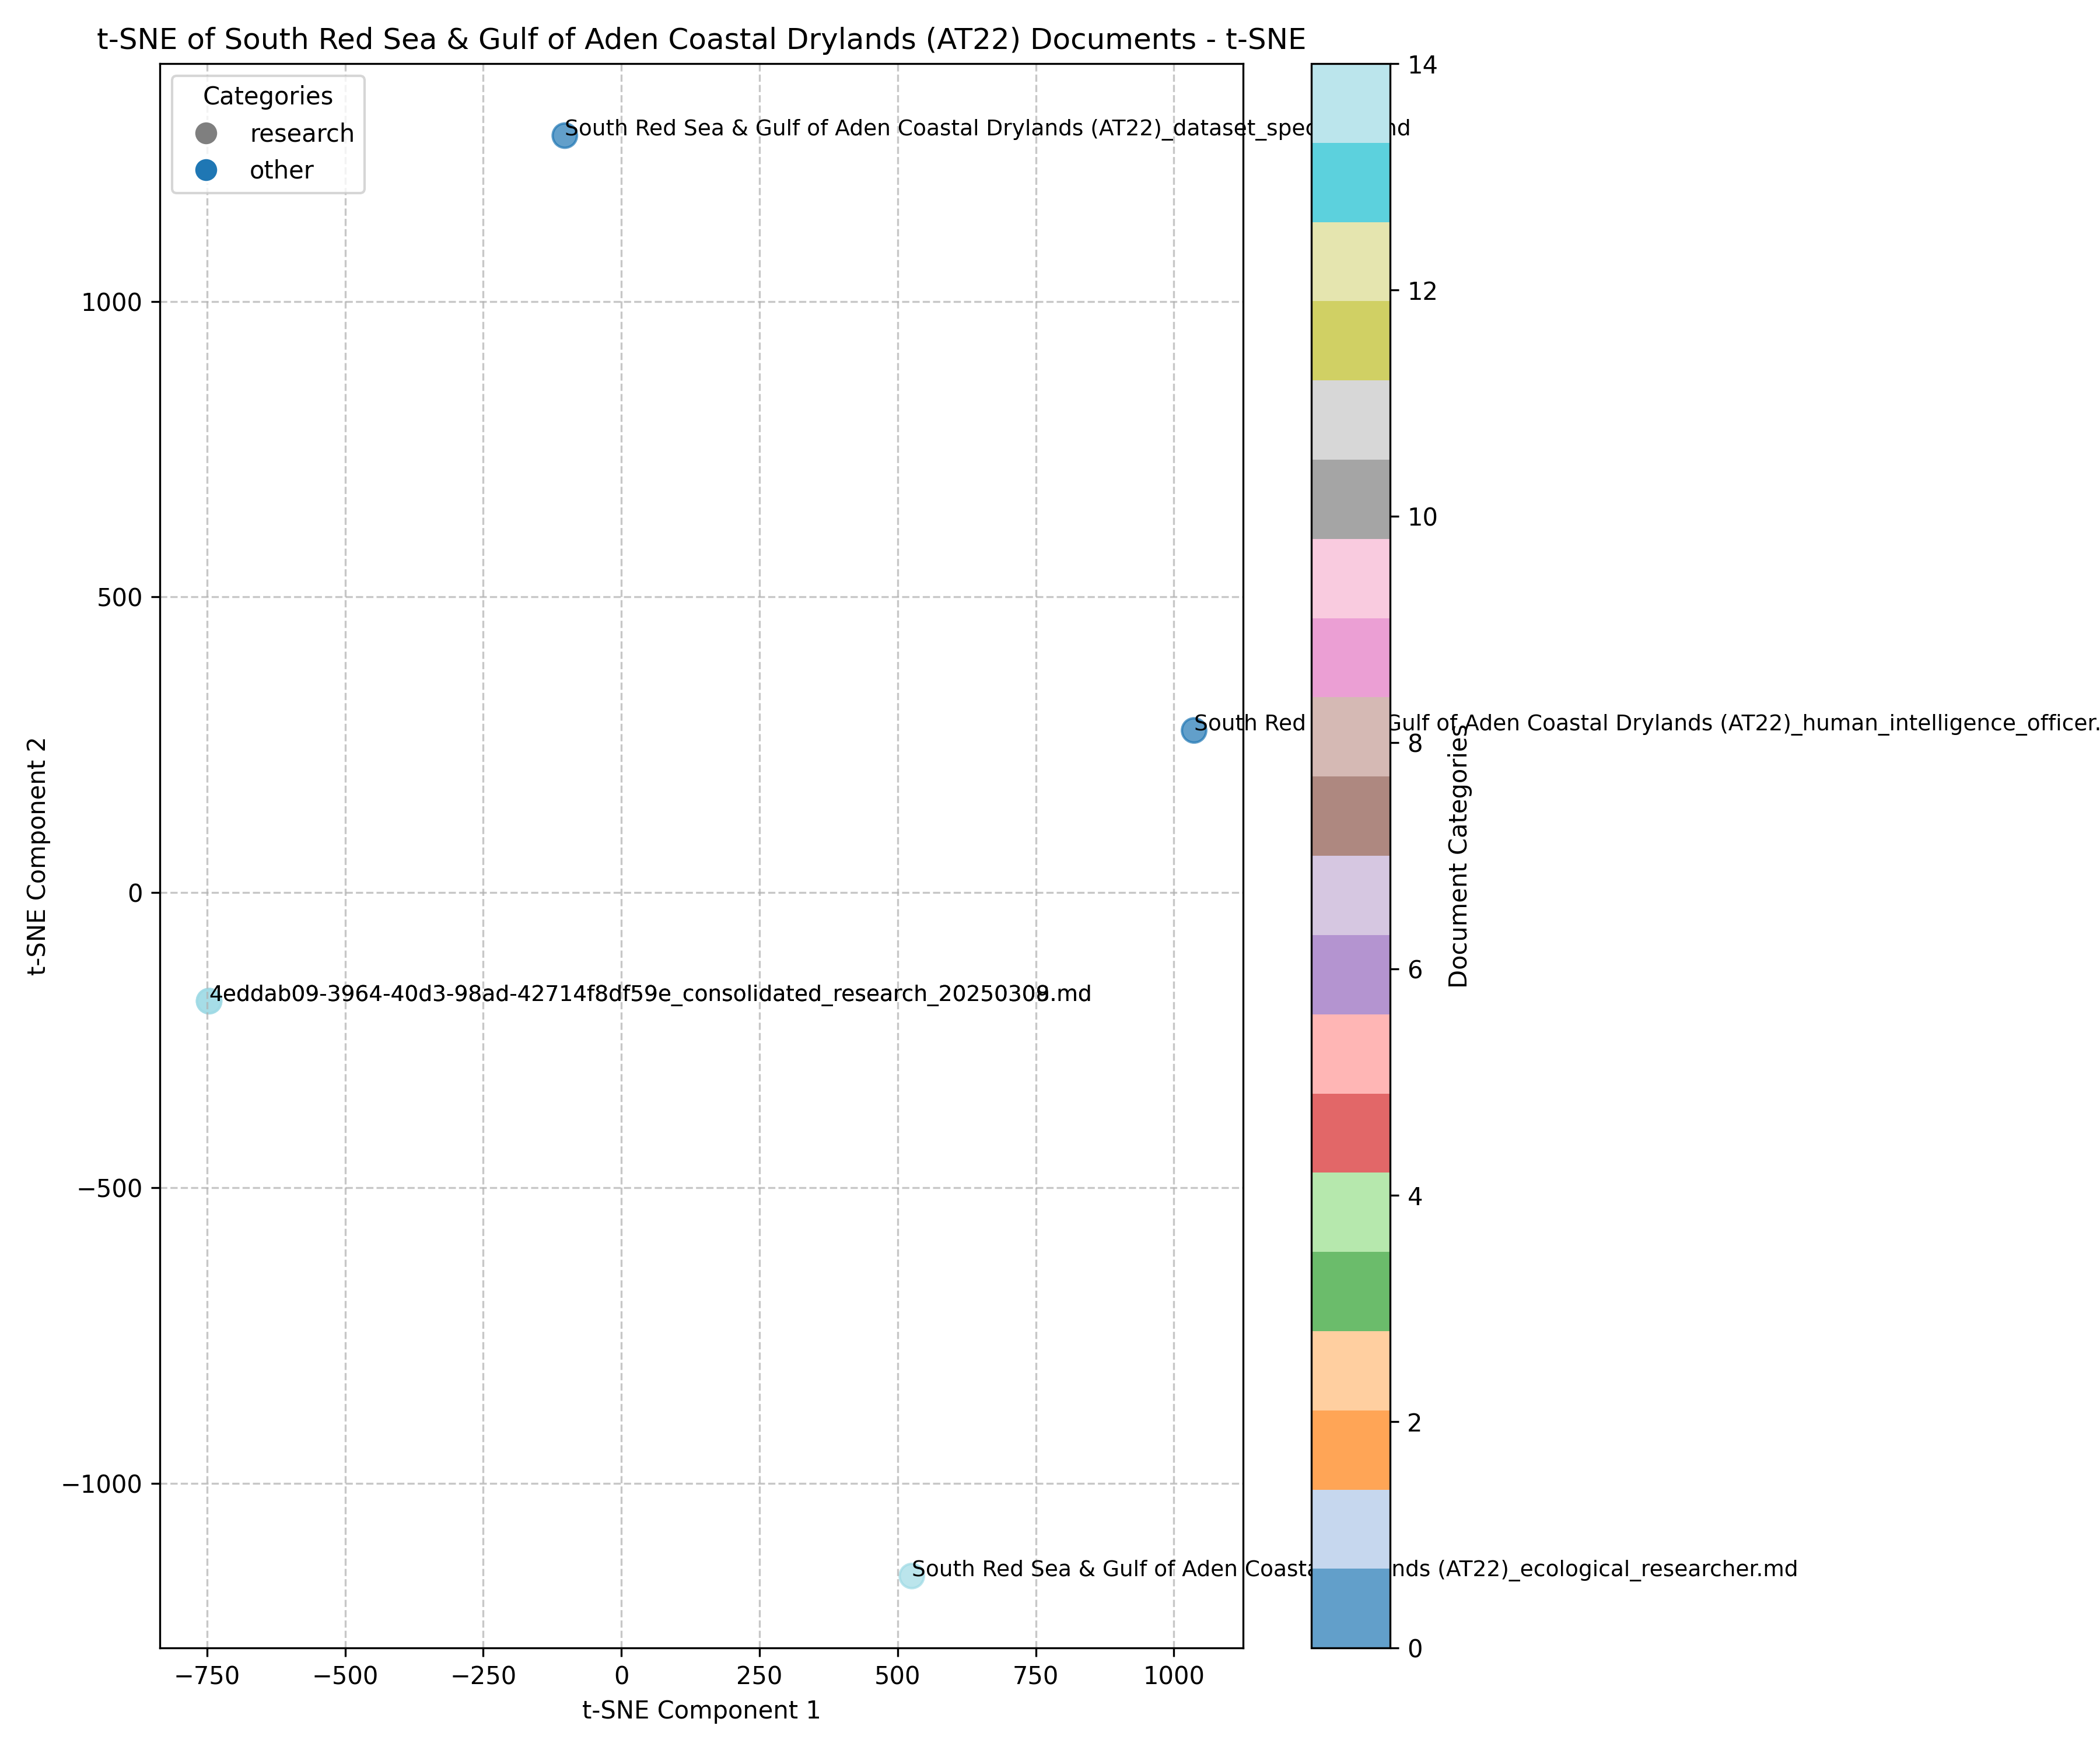 t-SNE of South Red Sea & Gulf of Aden Coastal Drylands (AT22) Documents - t-SNE
Categories
research
other
South Red Sea & Gulf of Aden Coastal Drylands (AT22)_dataset_spec
nd
South Red
Gulf of Aden Coastal Drylands (AT22)_human_intelligence_officer.
4eddab09-3964-40d3-98ad-42714f8df59e_consolidated_research_2025030
.md
South Red Sea & Gulf of Aden Coasta
nds (AT22)_ecological_researcher.md
t-SNE Component 2
1000
500
0
−500
−1000
−750
−500
−250
0
250
500
750
1000
t-SNE Component 1
14
12
10
8
6
4
2
0
Document Categories